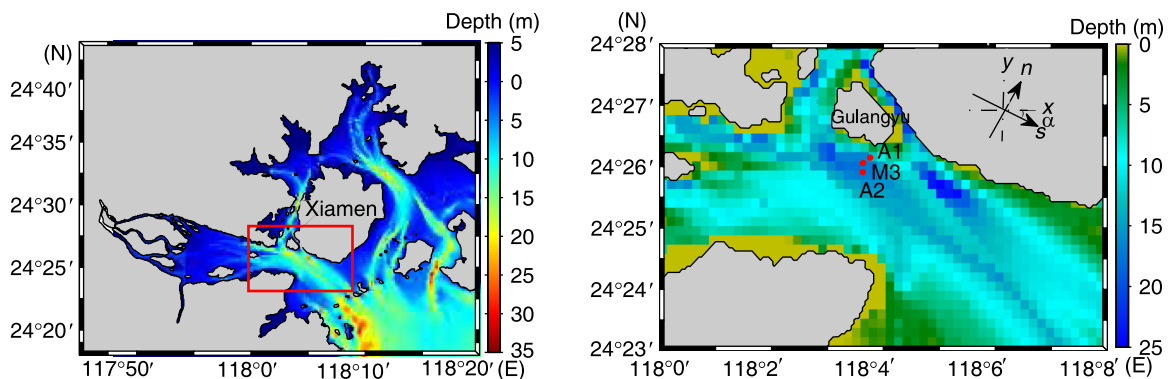 Depth (m)
(N)
5
0
5
10
15
20
25
30
35
24°40′
24°35′
24°30′
24°25′
24°20′
Xiamen
117°50′
118°0′
118°10′
118°20′
(E)
Depth (m)
(N)
0
5
10
15
20
25
24°28′
24°27′
24°26′
24°25′
24°24′
24°23′
Gulangyu
A1
M3
A2
y
n
x
α
s
118°0′
118°2′
118°4′
118°6′
118°8′
(E)